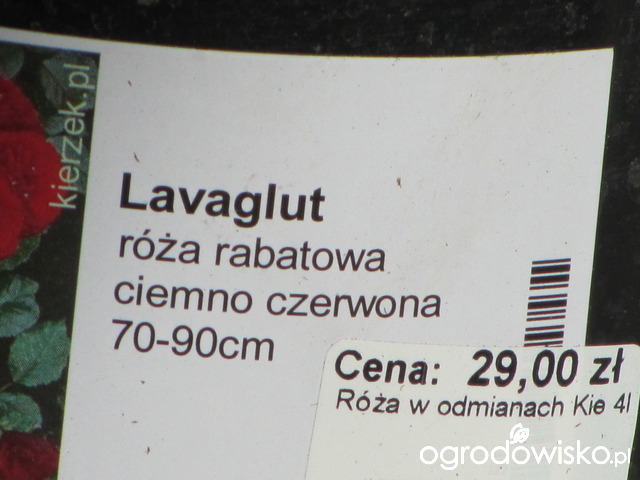 kierzek.pl
Lavaglut
róża rabatowa
ciemno czerwona
70-90cm
Cena: 29,00 zł
Róża w odmianach Kie 4l
ogrodowisko.pl